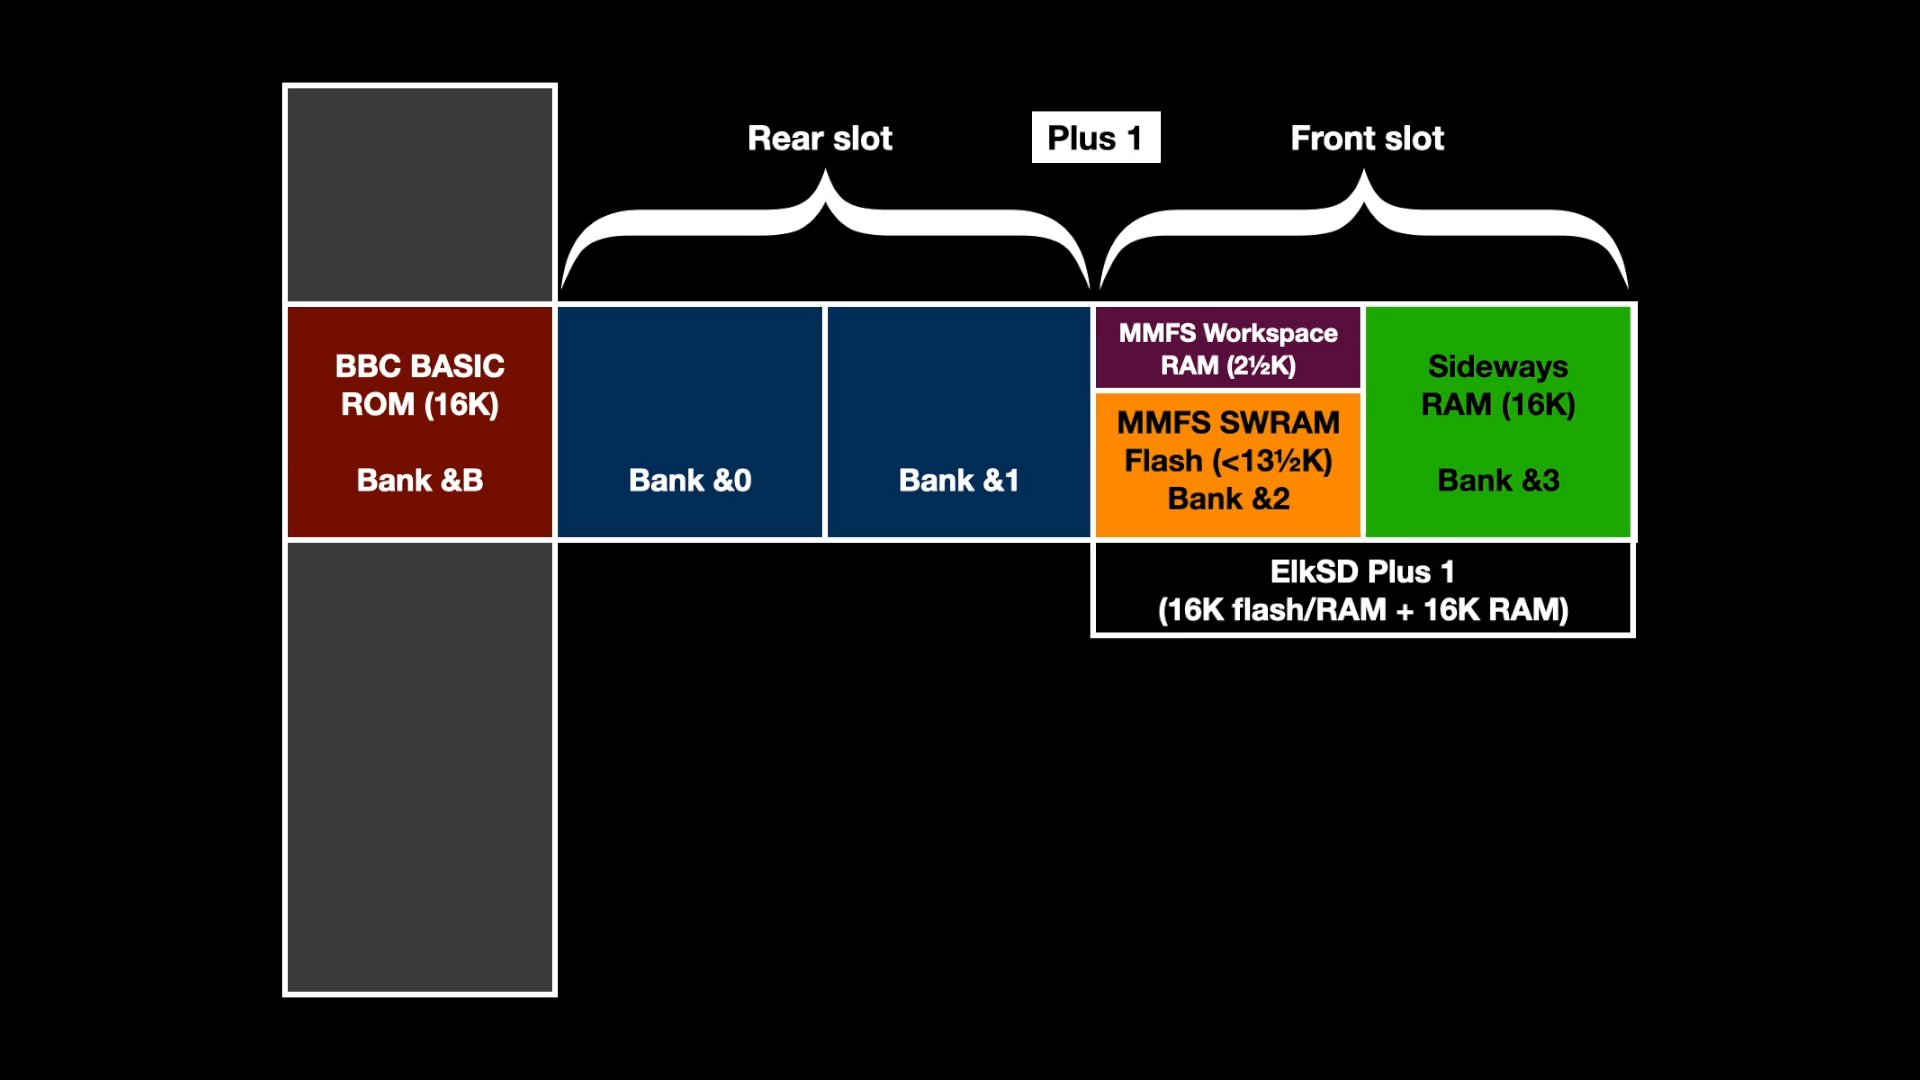 Rear slot
Plus 1
Front slot
BBC BASIC
ROM (16K)
Bank &B
Bank &0
Bank &1
MMFS Workspace
RAM (2½K)
MMFS SWRAM
Flash (<13½K)
Bank &2
Sideways
RAM (16K)
Bank &3
ElkSD Plus 1
(16K flash/RAM + 16K RAM)